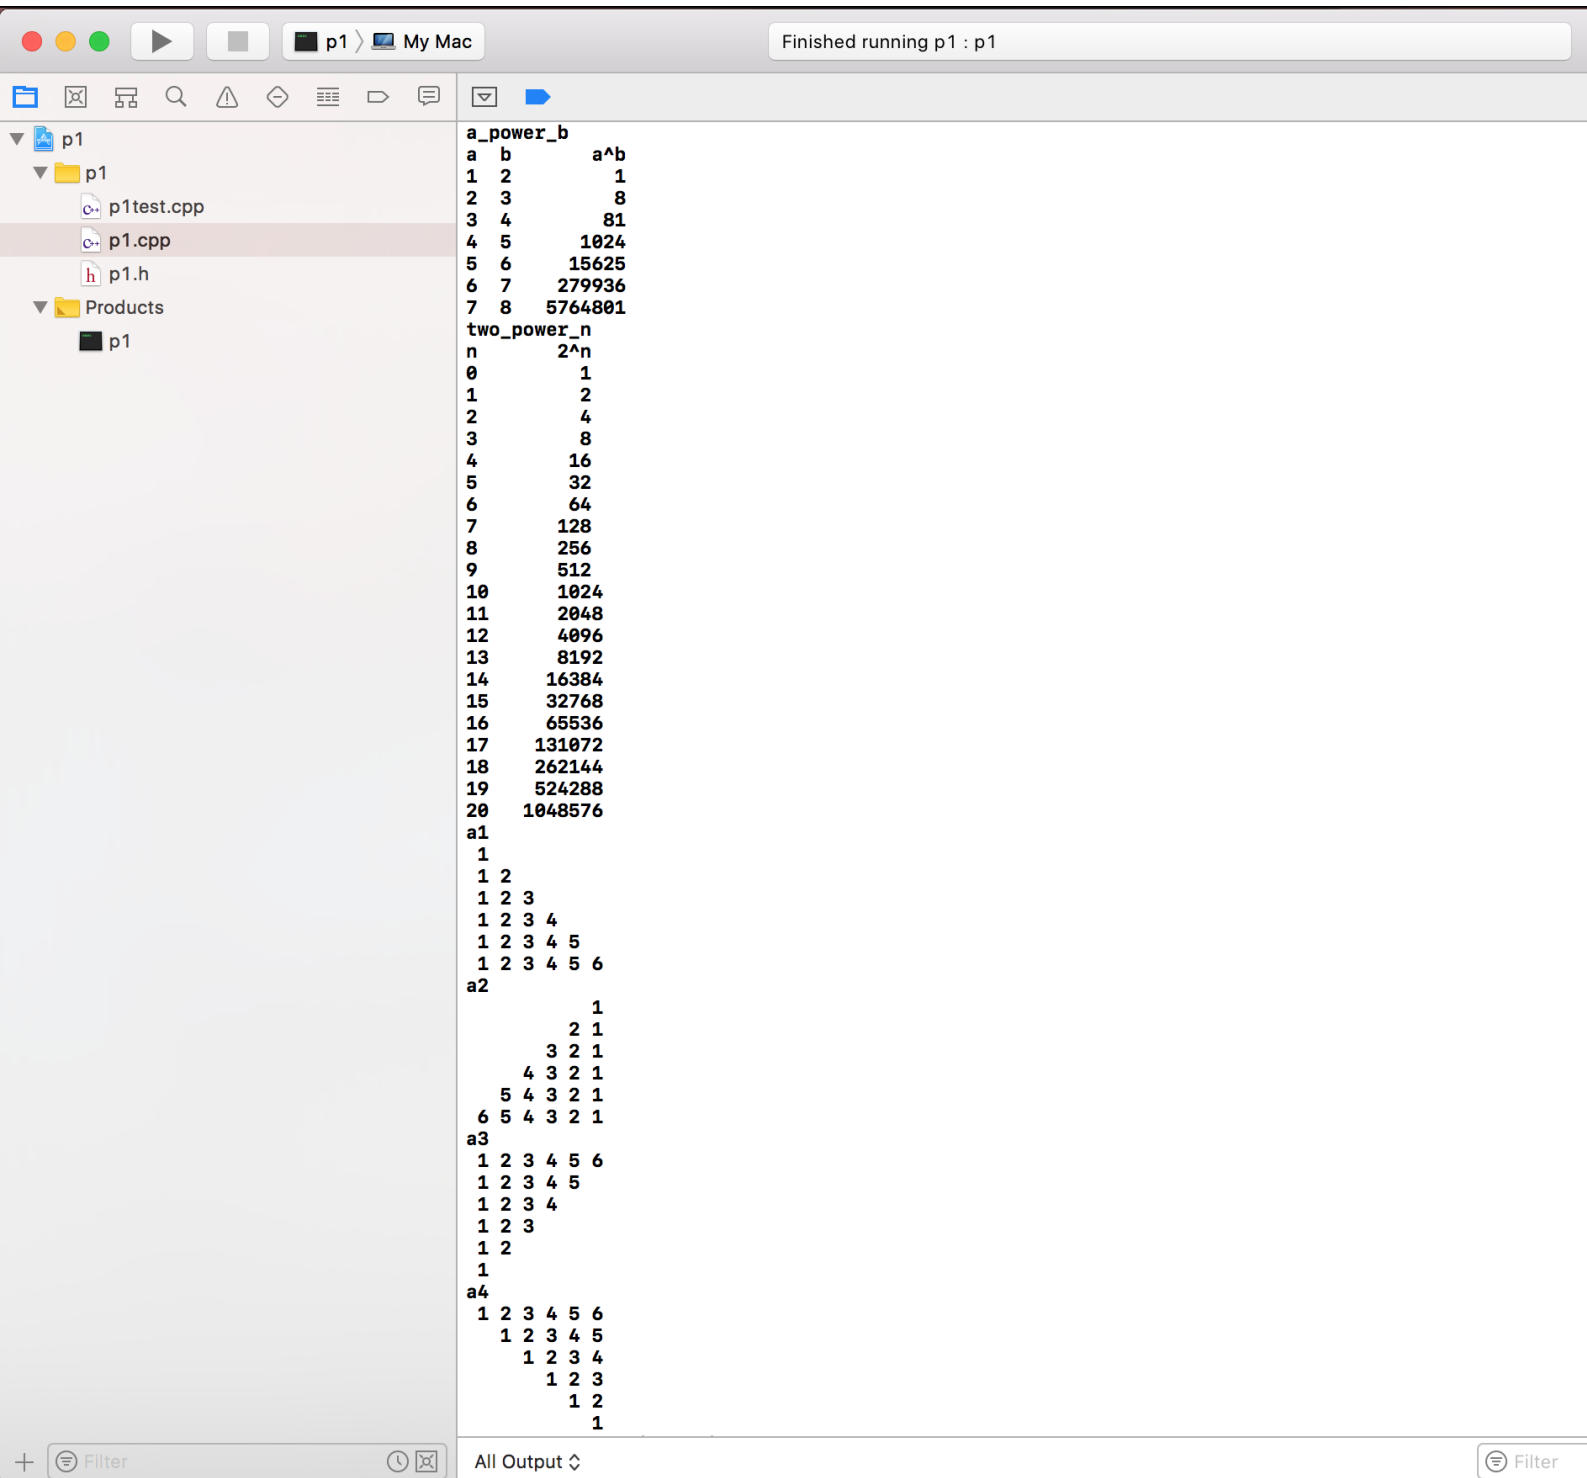 p1 My Mac
Finished running p1 : p1
p1
p1
p1test.cpp
p1.cpp
p1.h
Products
p1
a_power_b
a  b       a^b
1  2         1
2  3         8
3  4        81
4  5      1024
5  6     15625
6  7    279936
7  8   5764801
two_power_n
n       2^n
0         1
1         2
2         4
3         8
4        16
5        32
6        64
7       128
8       256
9       512
10      1024
11      2048
12      4096
13      8192
14     16384
15     32768
16     65536
17    131072
18    262144
19    524288
20   1048576
a1
 1
 1 2
 1 2 3
 1 2 3 4
 1 2 3 4 5
 1 2 3 4 5 6
a2
           1
         2 1
       3 2 1
     4 3 2 1
   5 4 3 2 1
 6 5 4 3 2 1
a3
 1 2 3 4 5 6
 1 2 3 4 5
 1 2 3 4
 1 2 3
 1 2
 1
a4
 1 2 3 4 5 6
   1 2 3 4 5
     1 2 3 4
       1 2 3
         1 2
           1
Filter
All Output
Filter